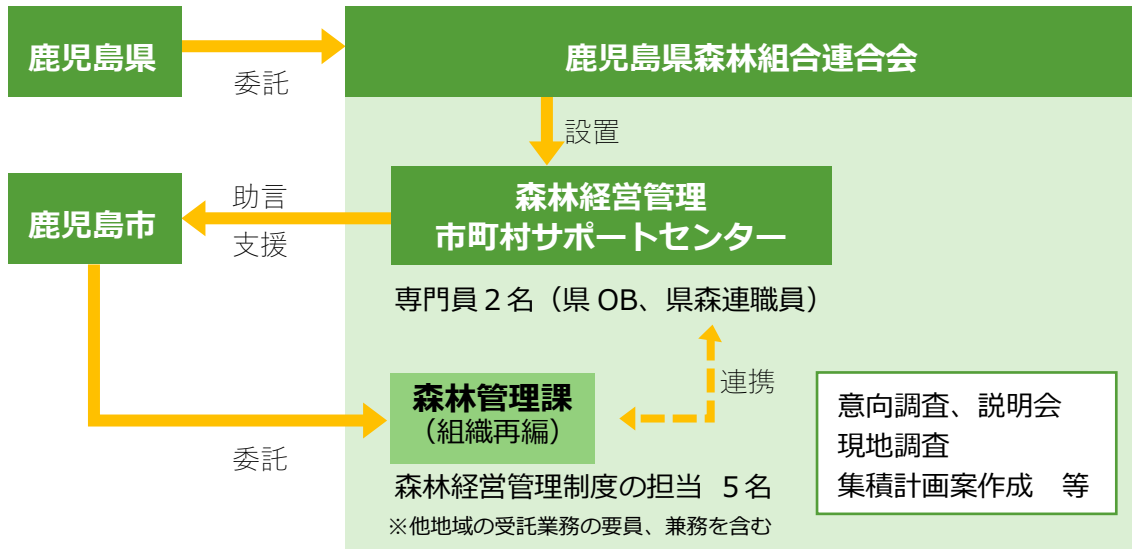 鹿児島県
委託
鹿児島県森林組合連合会
設置
鹿児島市
助言
支援
森林経営管理
市町村サポートセンター
専門員２名（県 OB、県森連職員）
連携
森林管理課
（組織再編）
委託
森林経営管理制度の担当 ５名
※他地域の受託業務の要員、兼務を含む
意向調査、説明会
現地調査
集積計画案作成　等